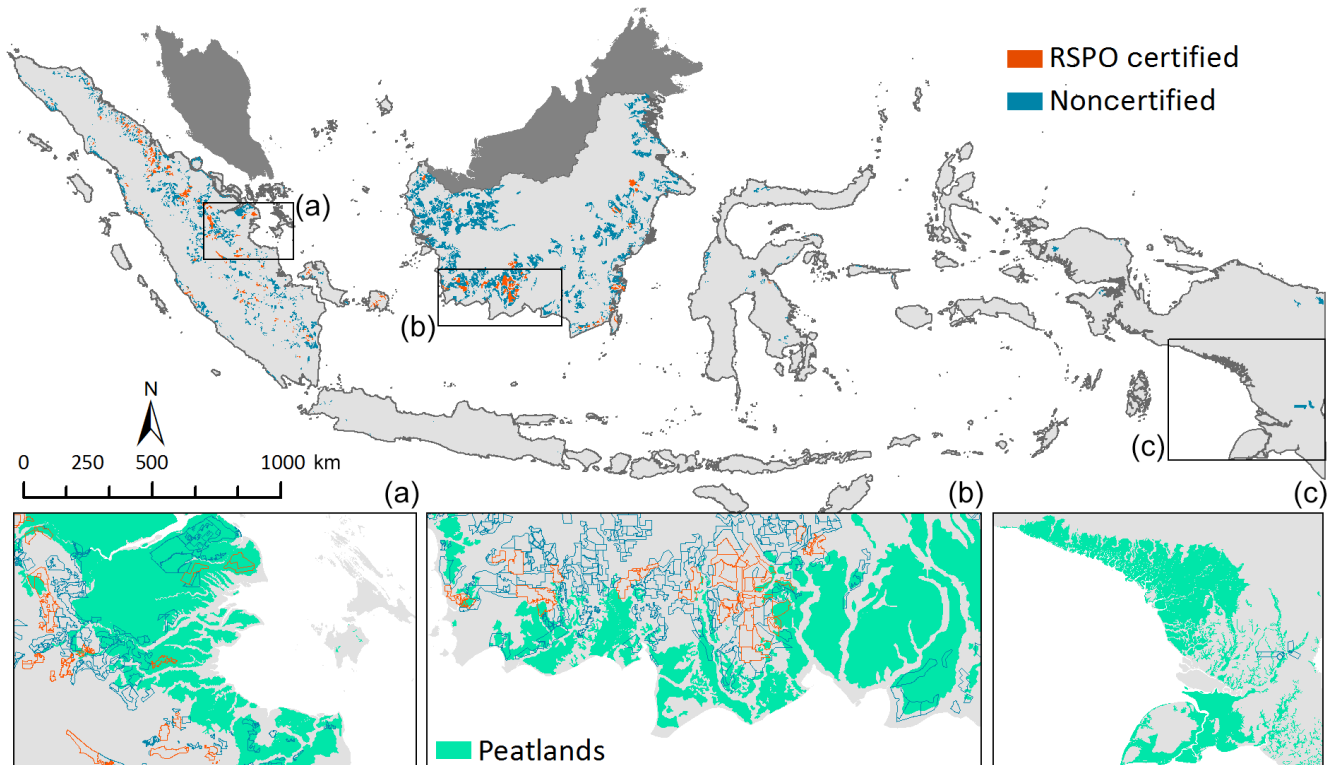 RSPO certified
Noncertified
(a)
(b)
(c)
N
0 250 500 1000 km
(a)
(b)
(c)
Peatlands